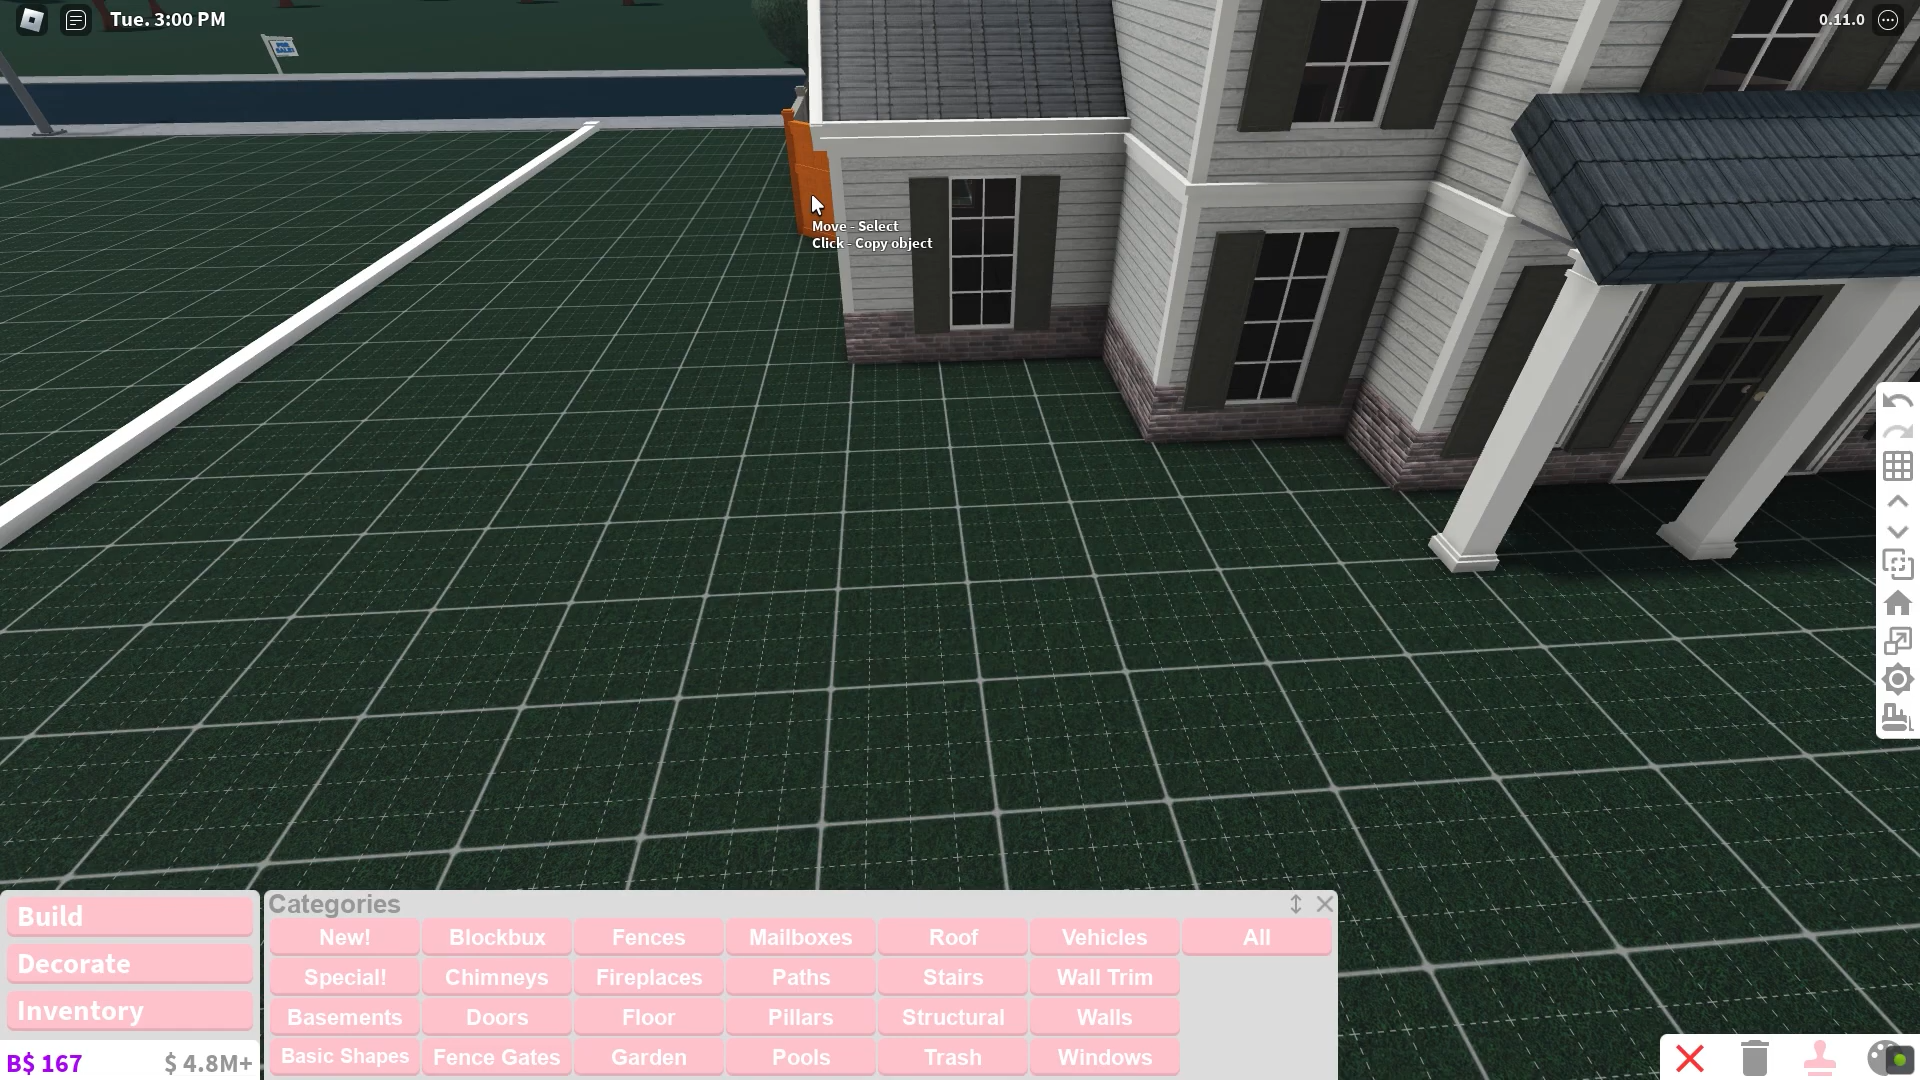 Tue. 3:00 PM
0.11.0
FOR
SALE!
Move - Select
Click - Copy object
Build
Decorate
Inventory
B$ 167
$ 4.8M+
Categories
New!
Blockbux
Fences
Mailboxes
Roof
Vehicles
All
Special!
Chimneys
Fireplaces
Paths
Stairs
Wall Trim
Basements
Doors
Floor
Pillars
Structural
Walls
Basic Shapes
Fence Gates
Garden
Pools
Trash
Windows